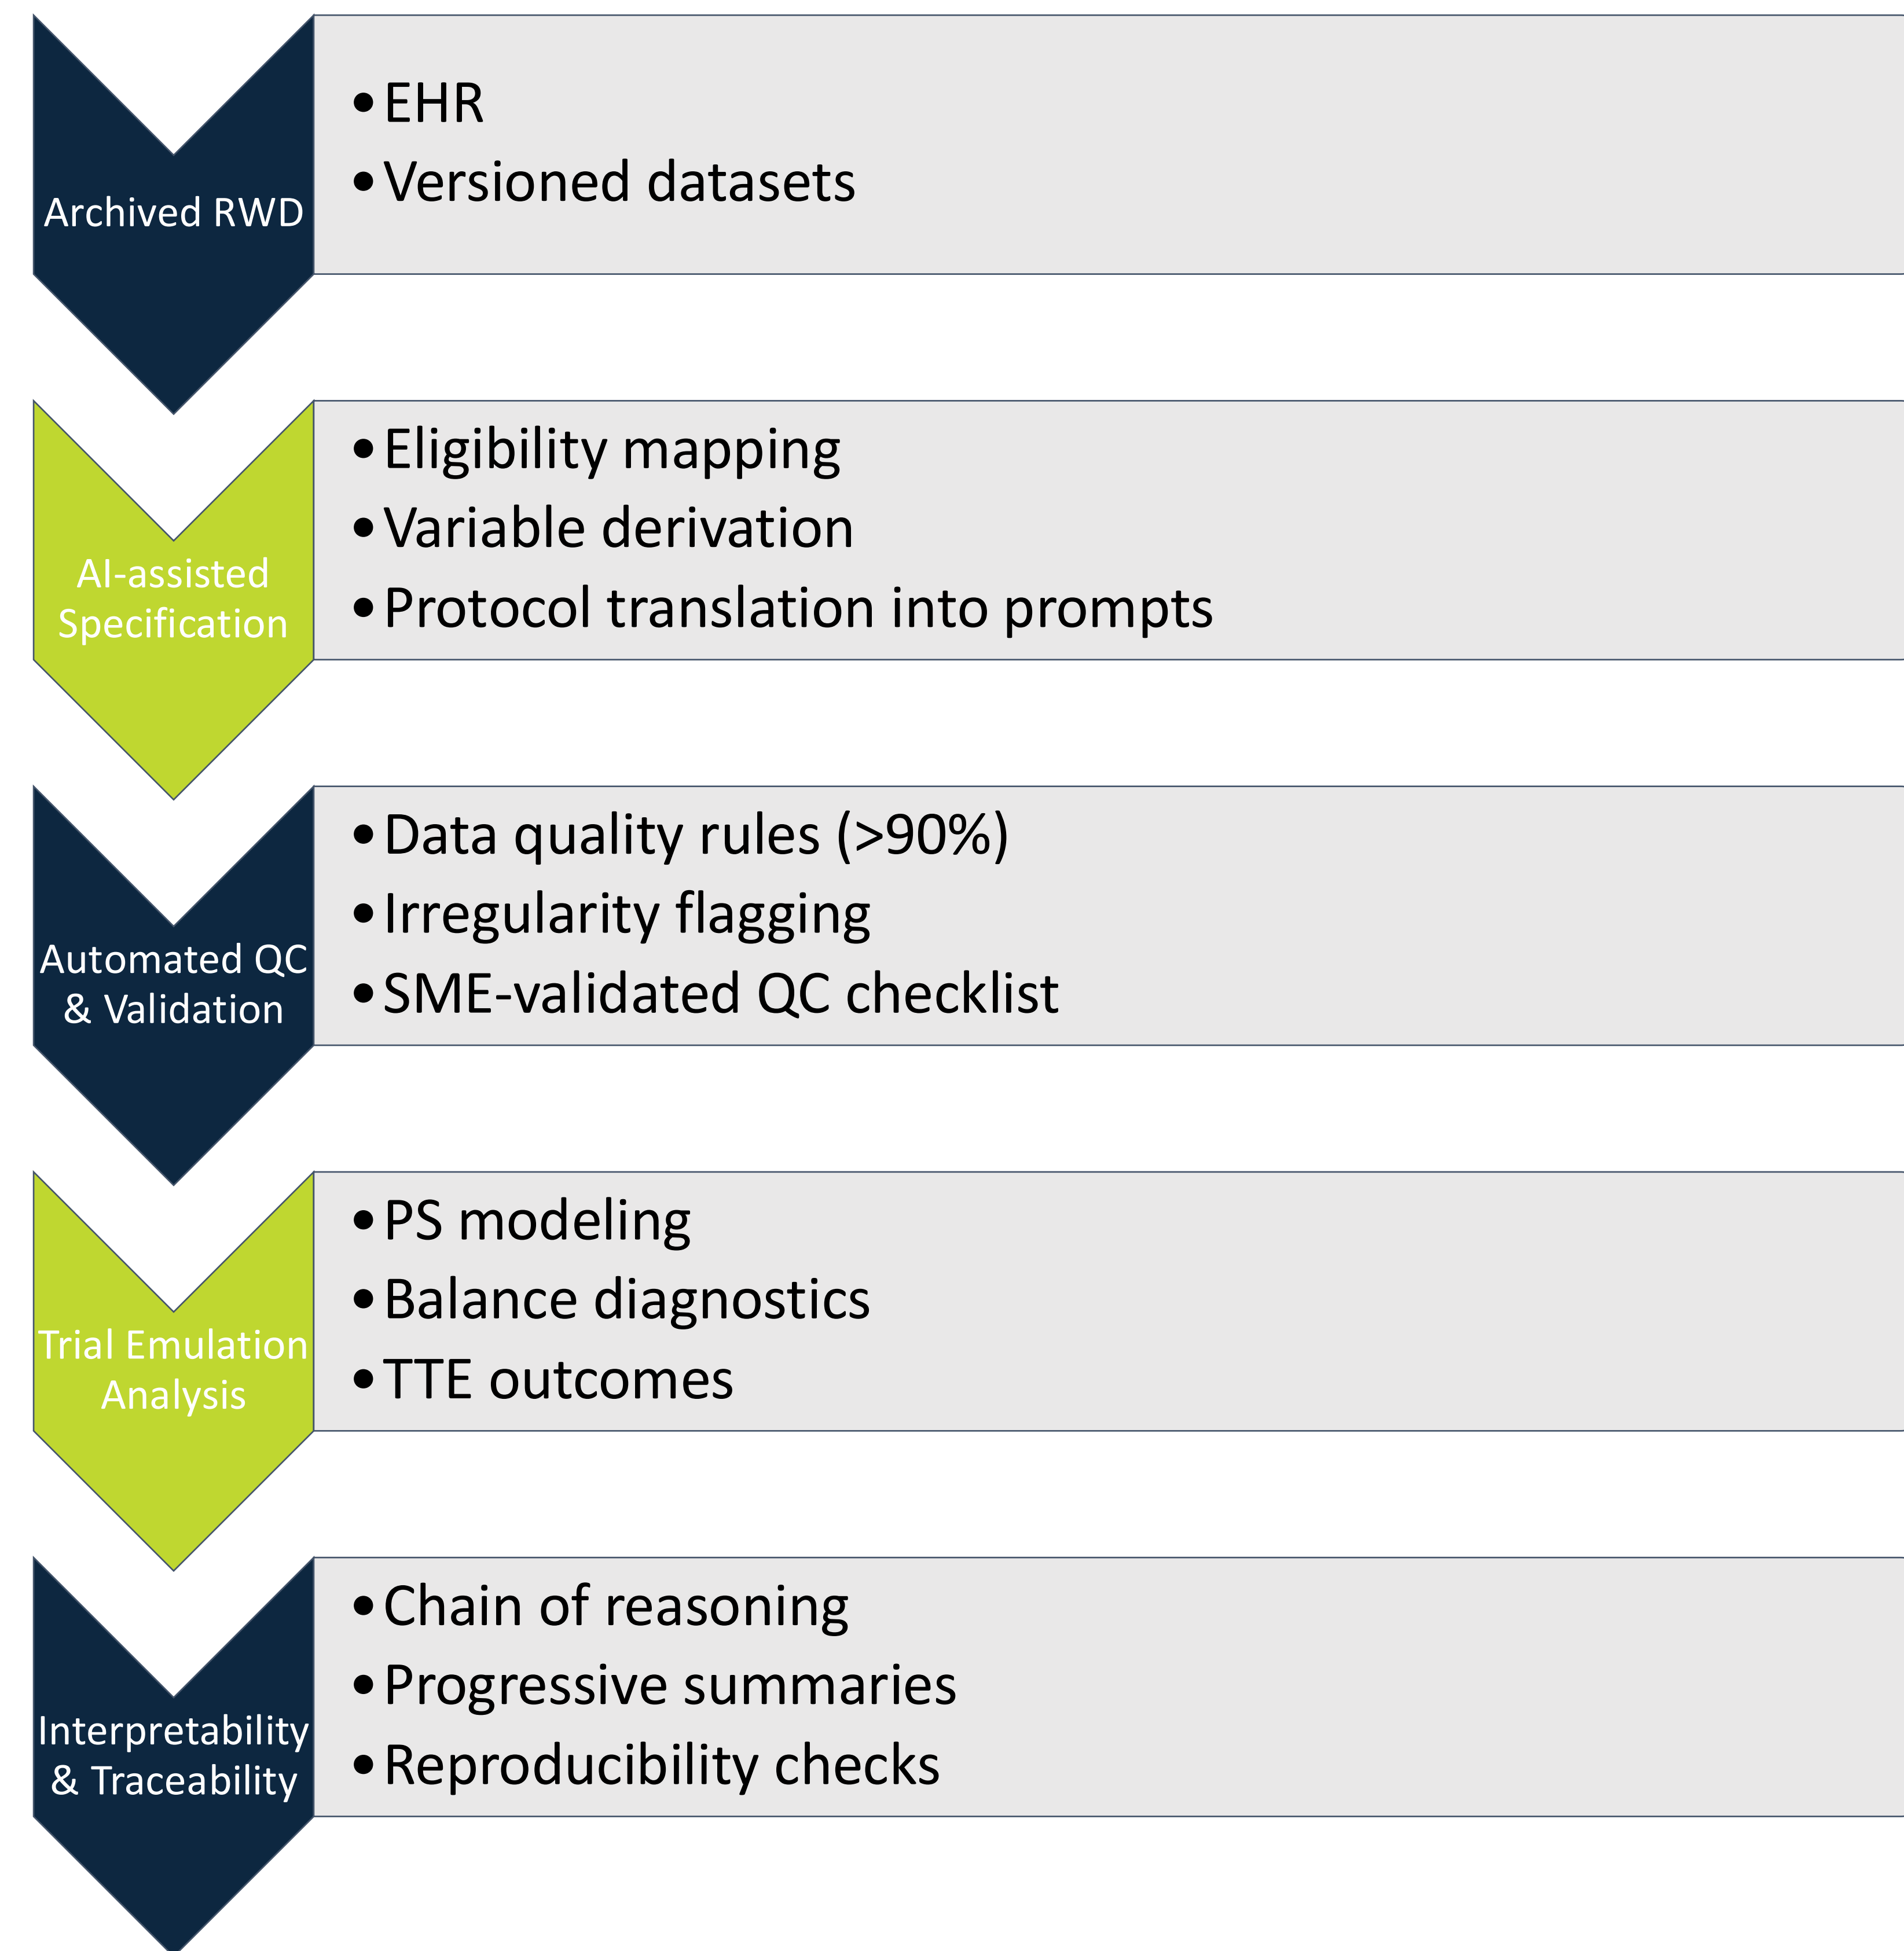 Archived RWD
• EHR
• Versioned datasets
AI-assisted
Specification
• Eligibility mapping
• Variable derivation
• Protocol translation into prompts
Automated QC
& Validation
• Data quality rules (>90%)
• Irregularity flagging
• SME-validated QC checklist
Trial Emulation
Analysis
• PS modeling
• Balance diagnostics
• TTE outcomes
Interpretability
& Traceability
• Chain of reasoning
• Progressive summaries
• Reproducibility checks